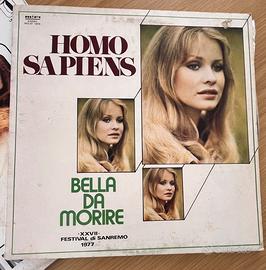 HOMO
SAPIENS
BELLA
DA
MORIRE
·XXVII·
FESTIVAL di SANREMO
1977